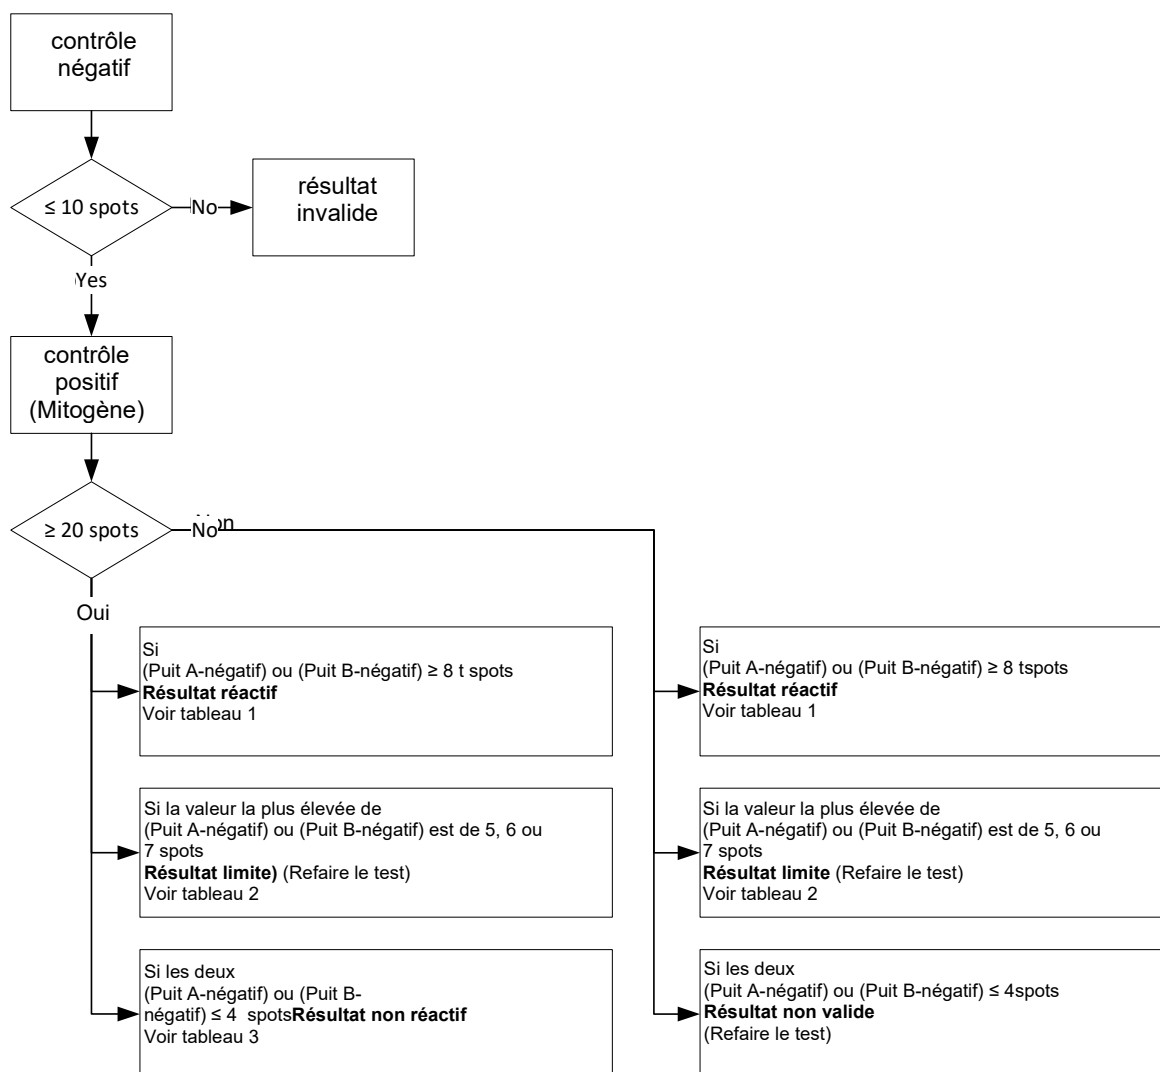 contrôle
négatif
≤ 10 spots
No
résultat
invalide
Yes
contrôle
positif
(Mitogène)
≥ 20 spots
No
Oui
Si
(Puit A-négatif) ou (Puit B-négatif) ≥ 8 t spots
Résultat réactif
Voir tableau 1
Si
(Puit A-négatif) ou (Puit B-négatif) ≥ 8 tspots
Résultat réactif
Voir tableau 1
Si la valeur la plus élevée de
(Puit A-négatif) ou (Puit B-négatif) est de 5, 6 ou
7 spots
Résultat limite) (Refaire le test)
Voir tableau 2
Si la valeur la plus élevée de
(Puit A-négatif) ou (Puit B-négatif) est de 5, 6 ou
7 spots
Résultat limite (Refaire le test)
Voir tableau 2
Si les deux
(Puit A-négatif) ou (Puit B-
négatif) ≤ 4 spotsRésultat non réactif
Voir tableau 3
Si les deux
(Puit A-négatif) ou (Puit B-négatif) ≤ 4spots
Résultat non valide
(Refaire le test)